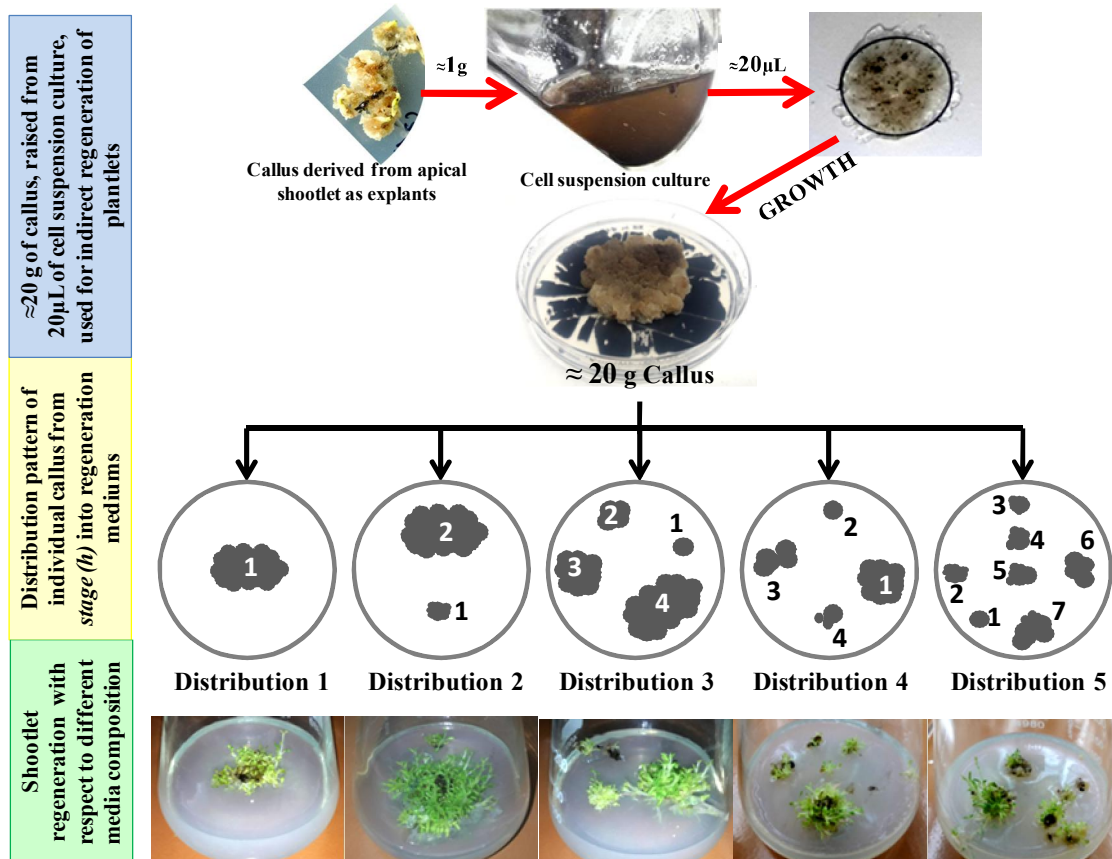 ≈20 g of callus, raised from
20µL of cell suspension culture,
used for indirect regeneration of
plantlets
≈1g
≈20µL
Callus derived from apical
shootlet as explants
Cell suspension culture
GROWTH
≈ 20 g Callus
Distribution pattern of
individual callus from
stage (h) into regeneration
mediums
1
2
1
2
1
3
4
2
1
3
4
3
4
6
5
2
1
7
Distribution 1
Distribution 2
Distribution 3
Distribution 4
Distribution 5
Shootlet
regeneration with
respect to different
media composition